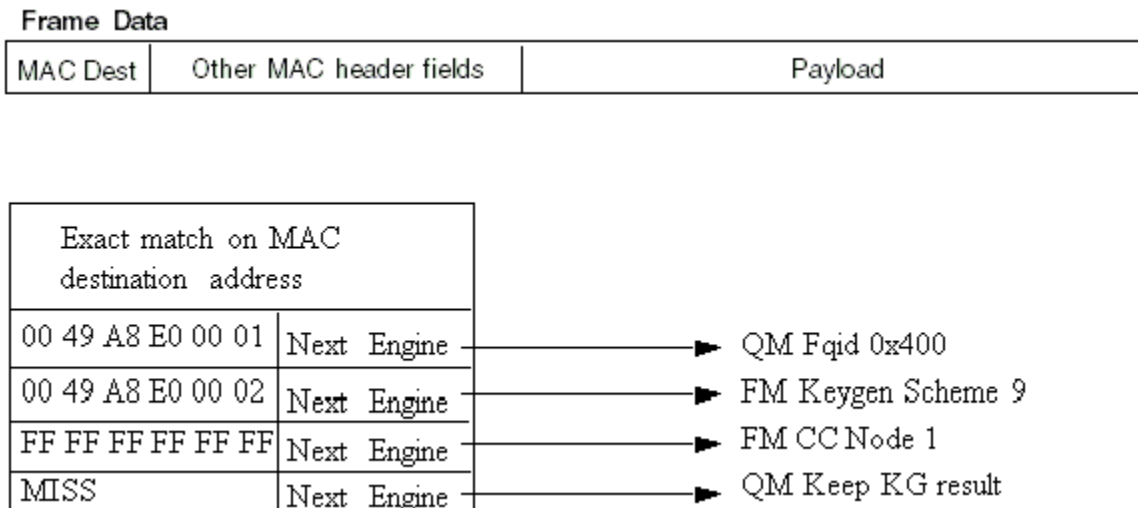 Frame Data
MAC Dest Other MAC header fields Payload
Exact match on MAC
destination address
00 49 A8 E0 00 01 Next Engine QM Fqid 0x400
00 49 A8 E0 00 02 Next Engine FM Keygen Scheme 9
FF FF FF FF FF FF Next Engine FM CC Node 1
MISS Next Engine QM Keep KG result